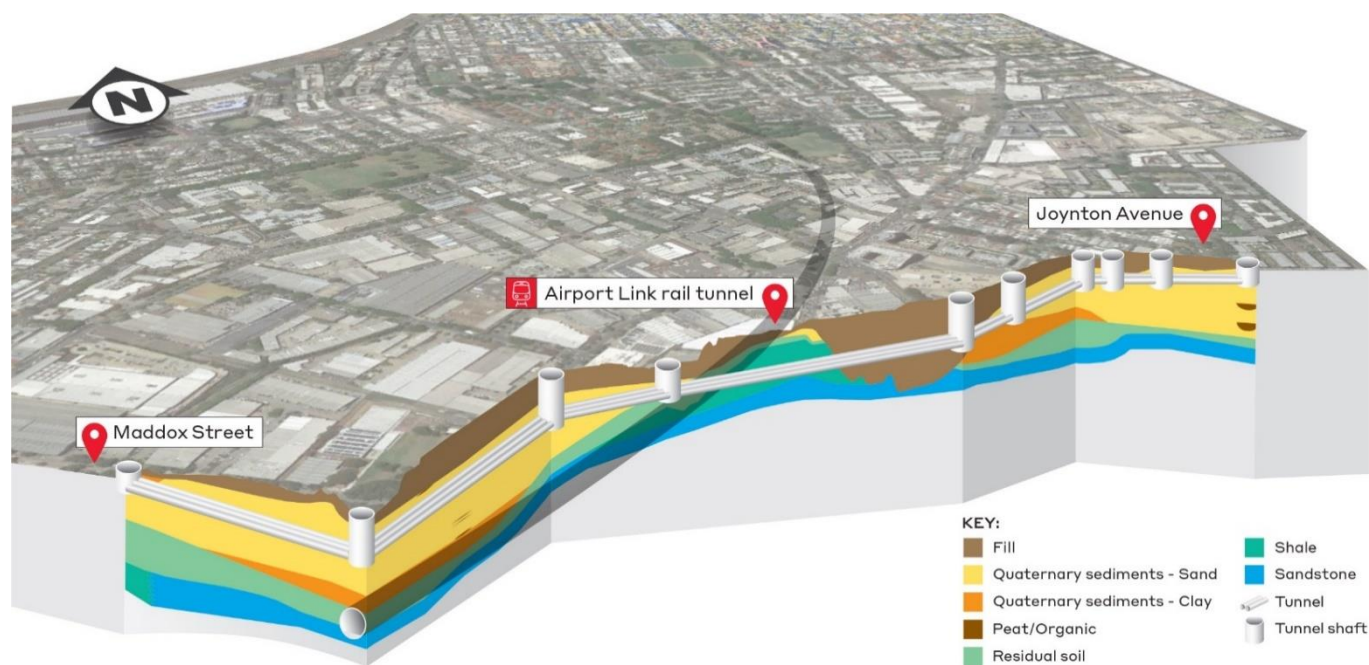 N
Joynton Avenue
Airport Link rail tunnel
Maddox Street
KEY:
Fill
Quaternary sediments - Sand
Quaternary sediments - Clay
Peat/Organic
Residual soil
Shale
Sandstone
Tunnel
Tunnel shaft